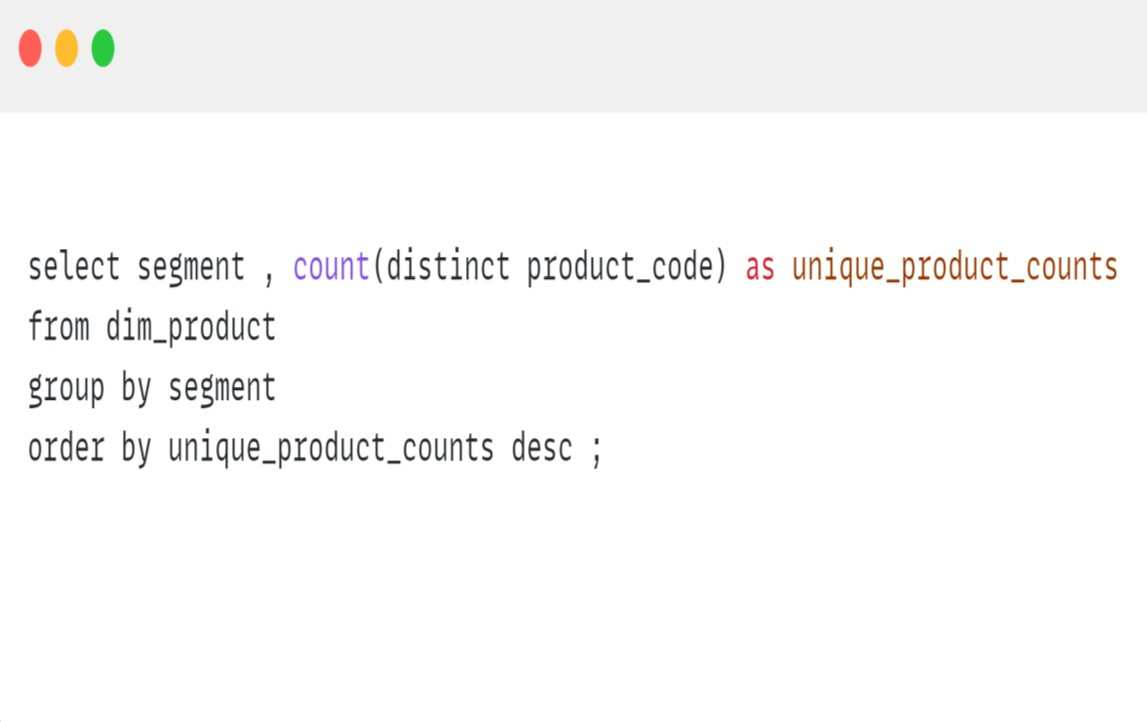 select segment , count(distinct product_code) as unique_product_counts
from dim_product
group by segment
order by unique_product_counts desc ;